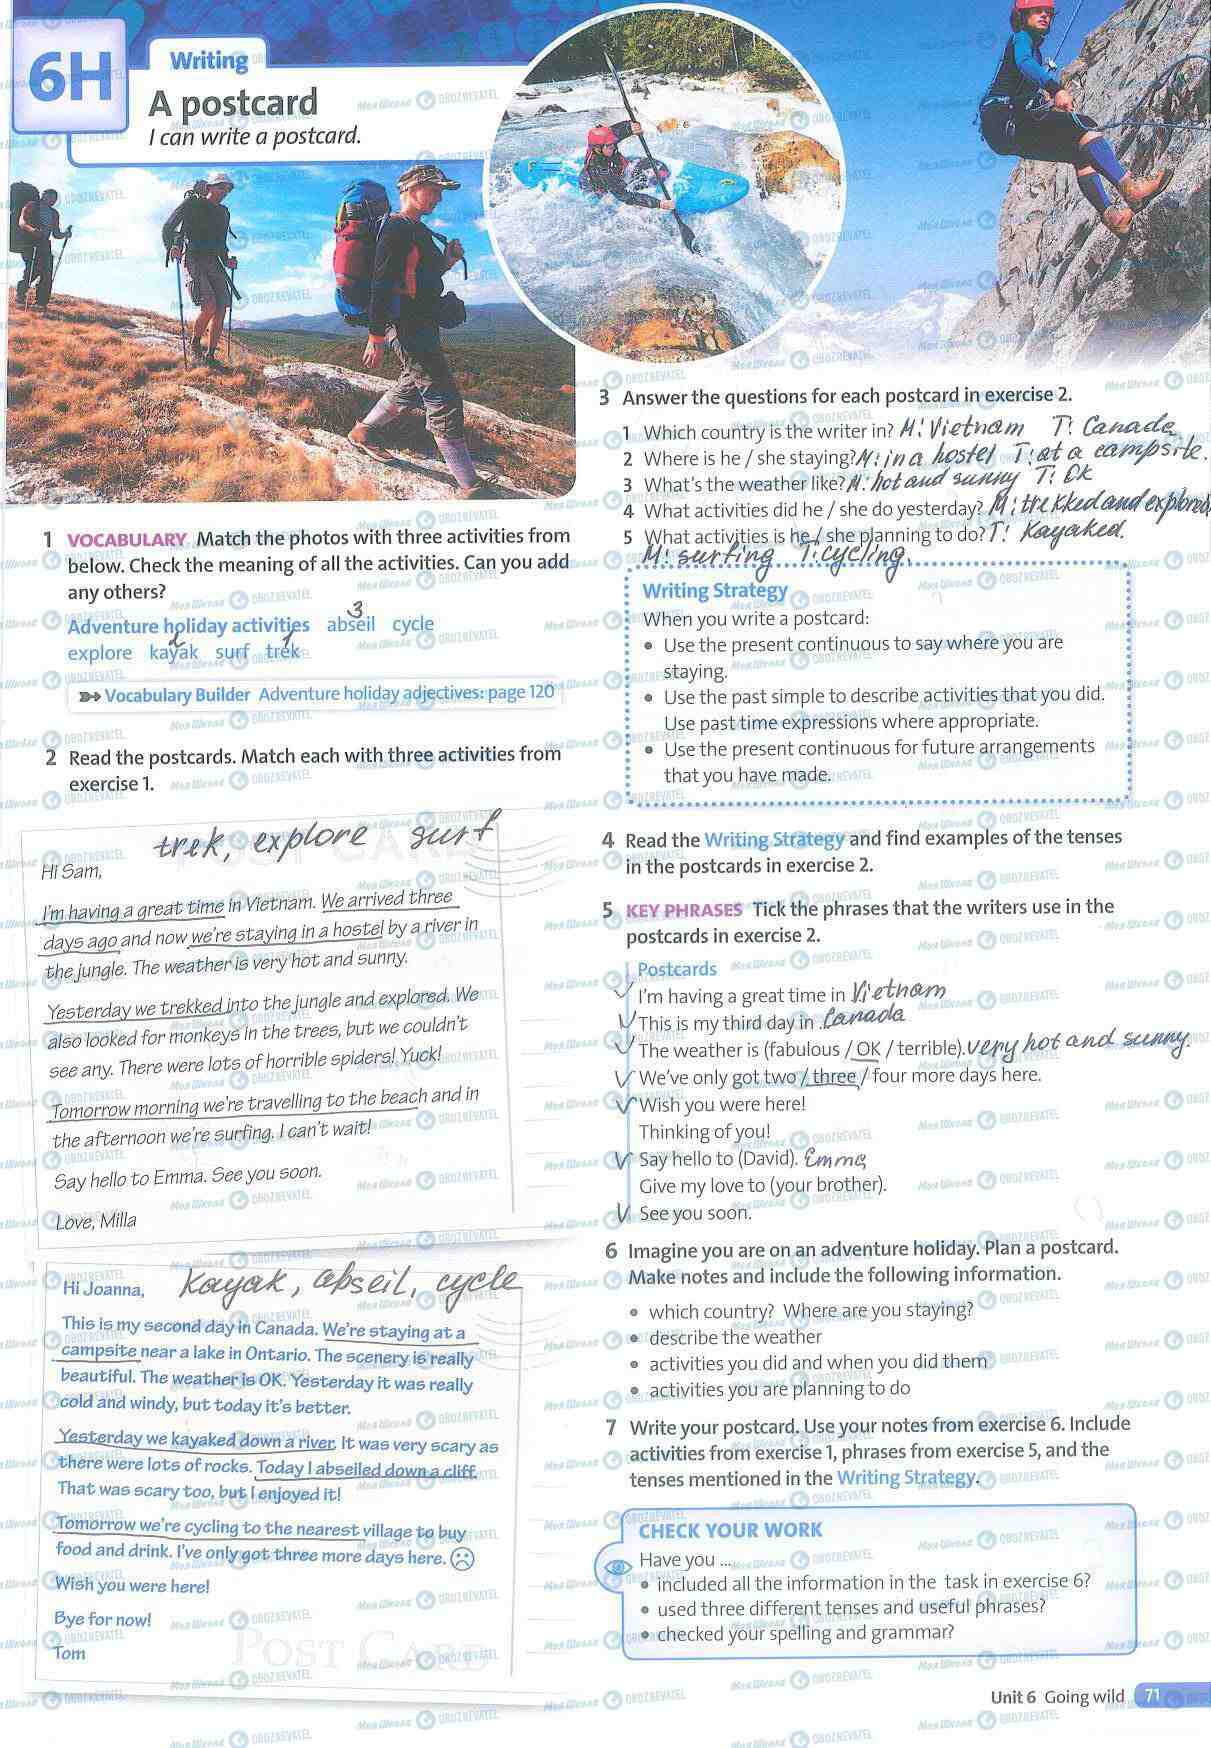 6H
Writing
A postcard
I can write a postcard.
1 VOCABULARY Match the photos with three activities from
below. Check the meaning of all the activities. Can you add
any others?
3
Adventure holiday activities abseil cycle
2 1
explore kayak surf trek
Vocabulary Builder Adventure holiday adjectives: page 120
2 Read the postcards. Match each with three activities from
exercise 1.
trek, explore surf
Hi Sam,
I'm having a great time in Vietnam. We arrived three
days ago and now we're staying in a hostel by a river in
the jungle. The weather is very hot and sunny.
Yesterday we trekked into the jungle and explored. We
also looked for monkeys in the trees, but we couldn't
see any. There were lots of horrible spiders! Yuck!
Tomorrow morning we're travelling to the beach and in
the afternoon we're surfing. I can't wait!
Say hello to Emma. See you soon.
Love, Milla
Kayak, abseil, cycle
Hi Joanna,
This is my second day in Canada. We're staying at a
campsite near a lake in Ontario. The scenery is really
beautiful. The weather is OK. Yesterday it was really
cold and windy, but today it's better.
Yesterday we kayaked down a river. It was very scary as
there were lots of rocks. Today I abseiled down a cliff.
That was scary too, but I enjoyed it!
Tomorrow we're cycling to the nearest village to buy
food and drink. I've only got three more days here.
Wish you were here!
Bye for now!
Tom
POST CARD
3 Answer the questions for each postcard in exercise 2.
1 Which country is the writer in? M: Vietnam T: Canada
2 Where is he / she staying? M: in a hostel T: at a campsite.
3 What's the weather like? M: hot and sunny T: Ok
4 What activities did he / she do yesterday? M: trekked and explored
5 What activities is he / she planning to do? T: Kayaked.
M: surfing T: cycling.
Writing Strategy
When you write a postcard:
• Use the present continuous to say where you are
staying.
• Use the past simple to describe activities that you did.
Use past time expressions where appropriate.
• Use the present continuous for future arrangements
that you have made.
4 Read the Writing Strategy and find examples of the tenses
in the postcards in exercise 2.
5 KEY PHRASES Tick the phrases that the writers use in the
postcards in exercise 2.
Postcards
I'm having a great time in Vietnam
This is my third day in ... Canada
The weather is (fabulous / OK / terrible). very hot and sunny.
We've only got two / three / four more days here.
Wish you were here!
Thinking of you!
Say hello to (David). Emma
Give my love to (your brother).
See you soon.
6 Imagine you are on an adventure holiday. Plan a postcard.
Make notes and include the following information.
• which country? Where are you staying?
• describe the weather
• activities you did and when you did them
• activities you are planning to do
7 Write your postcard. Use your notes from exercise 6. Include
activities from exercise 1, phrases from exercise 5, and the
tenses mentioned in the Writing Strategy.
CHECK YOUR WORK
Have you ...
• included all the information in the task in exercise 6?
• used three different tenses and useful phrases?
• checked your spelling and grammar?
Unit 6 Going wild 71
Моя Школа OBOZREVATEL